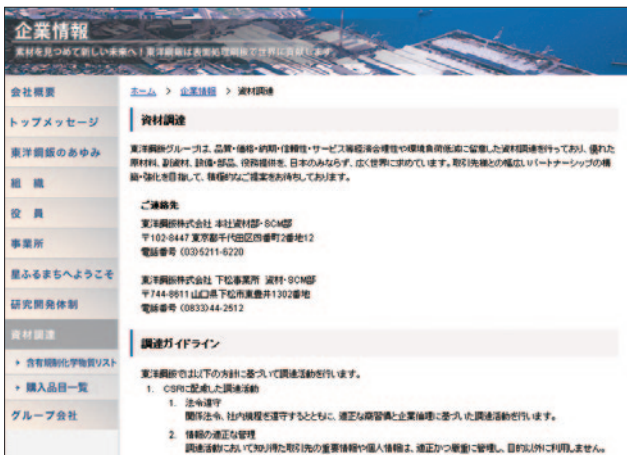 企業情報
素材を見つめて新しい未来へ！東洋鋼鈑は表面処理鋼板で世界に貢献します。
会社概要
トップメッセージ
東洋鋼鈑のあゆみ
組 織
役 員
事業所
星ふるまちへようこそ
研究開発体制
資材調達
含有規制化学物質リスト
購入品目一覧
グループ会社
ホーム > 企業情報 > 資材調達
資材調達
東洋鋼鈑グループは、品質・価格・納期・信頼性・サービス等経済合理性や環境負荷低減に留意した資材調達を行っており、優れた
原材料、副資材、設備・部品、役務提供を、日本のみならず、広く世界に求めています。取引先様との幅広いパートナーシップの構
築・強化を目指して、積極的なご提案をお待ちしております。
ご連絡先
東洋鋼鈑株式会社 本社資材部・SCM部
〒102-8447 東京都千代田区四番町2番地12
電話番号 (03)5211-6220
東洋鋼鈑株式会社 下松事業所 資材・SCM部
〒744-8611 山口県下松市東豊井1302番地
電話番号 (0833)44-2512
調達ガイドライン
東洋鋼鈑では以下の方針に基づいて調達活動を行います。
1. CSRに配慮した調達活動
1. 法令遵守
関係法令、社内規程を遵守するとともに、適正な商習慣と企業倫理に基づいた調達活動を行います。
2. 情報の適正な管理
調達活動において知り得た取引先の重要情報や個人情報は、適正かつ厳重に管理し、目的以外に利用しません。